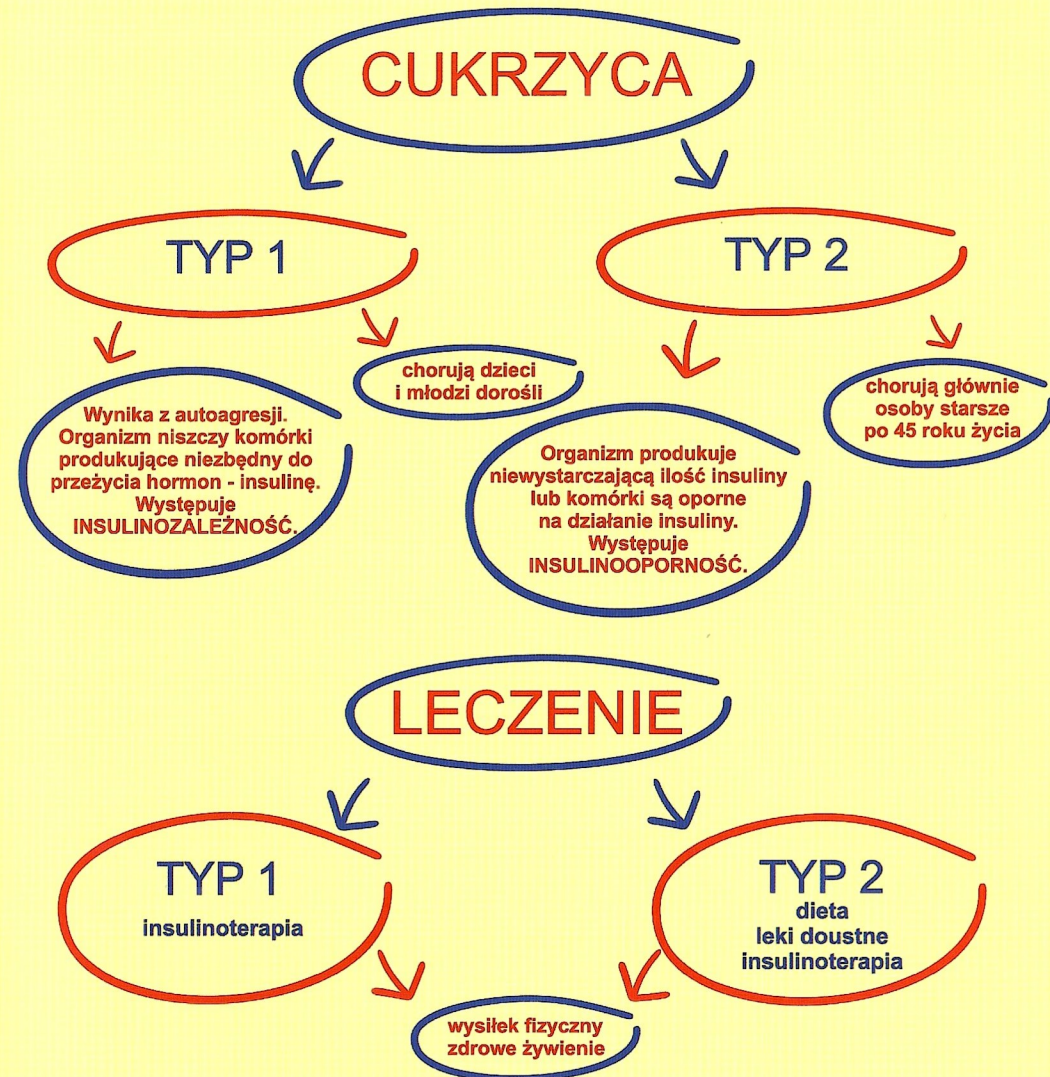 CUKRZYCA
TYP 1
TYP 2
Wynika z autoagresji.
Organizm niszczy komórki
produkujące niezbędny do
przeżycia hormon - insulinę.
Występuje
INSULINOZALEŻNOŚĆ.
chorują dzieci
i młodzi dorośli
Organizm produkuje
niewystarczającą ilość insuliny
lub komórki są oporne
na działanie insuliny.
Występuje
INSULINOOPORNOŚĆ.
chorują głównie
osoby starsze
po 45 roku życia
LECZENIE
TYP 1
insulinoterapia
TYP 2
dieta
leki doustne
insulinoterapia
wysiłek fizyczny
zdrowe żywienie